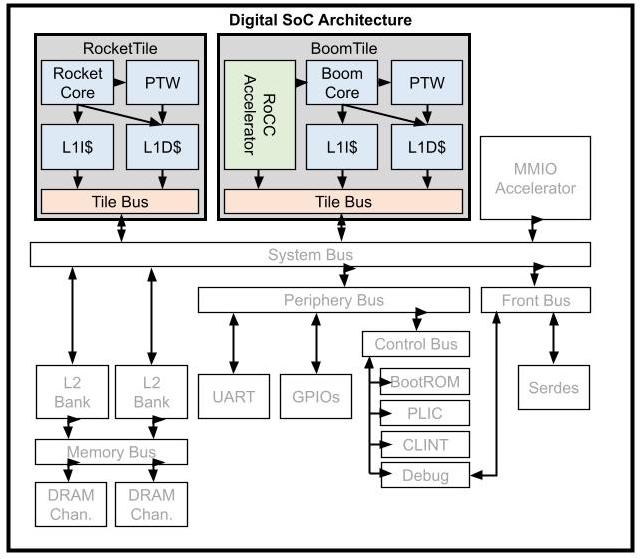 Digital SoC Architecture
RocketTile
Rocket
Core
PTW
L1I$
L1D$
Tile Bus
BoomTile
RoCC
Accelerator
Boom
Core
PTW
L1I$
L1D$
Tile Bus
MMIO
Accelerator
System Bus
Periphery Bus
Front Bus
Control Bus
L2
Bank
L2
Bank
UART
GPIOs
BootROM
PLIC
CLINT
Debug
Serdes
Memory Bus
DRAM
Chan.
DRAM
Chan.